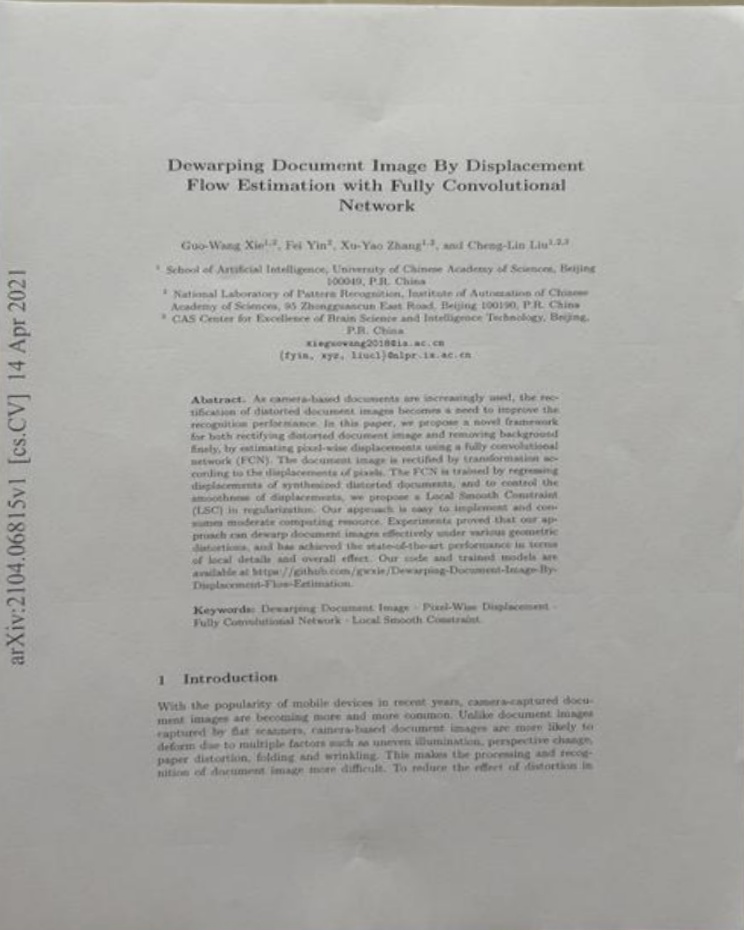 Dewarping Document Image By Displacement
Flow Estimation with Fully Convolutional
Network
Guo-Wang Xie1,2, Fei Yin2, Xu-Yao Zhang1,2, and Cheng-Lin Liu1,2,3
1 School of Artificial Intelligence, University of Chinese Academy of Sciences, Beijing
100049, P.R. China
2 National Laboratory of Pattern Recognition, Institute of Automation of Chinese
Academy of Sciences, 95 Zhongguancun East Road, Beijing 100190, P.R. China
3 CAS Center for Excellence of Brain Science and Intelligence Technology, Beijing,
P.R. China
xieguowang2018@ia.ac.cn
{fyin, xyz, liucl}@nlpr.ia.ac.cn
Abstract. As camera-based documents are increasingly used, the rec-
tification of distorted document images becomes a need to improve the
recognition performance. In this paper, we propose a novel framework
for both rectifying distorted document image and removing background
finely, by estimating pixel-wise displacements using a fully convolutional
network (FCN). The document image is rectified by transformation ac-
cording to the displacements of pixels. The FCN is trained by regressing
displacements of synthesized distorted documents, and to control the
smoothness of displacements, we propose a Local Smooth Constraint
(LSC) in regularization. Our approach is easy to implement and con-
sumes moderate computing resource. Experiments proved that our ap-
proach can dewarp document images effectively under various geometric
distortions, and has achieved the state-of-the-art performance in terms
of local details and overall effect. Our code and trained models are
available at https://github.com/gwxie/Dewarping-Document-Image-By-
Displacement-Flow-Estimation.
Keywords: Dewarping Document Image · Pixel-Wise Displacement ·
Fully Convolutional Network · Local Smooth Constraint.
1 Introduction
With the popularity of mobile devices in recent years, camera-captured docu-
ment images are becoming more and more common. Unlike document images
captured by flat scanners, camera-based document images are more likely to
deform due to multiple factors such as uneven illumination, perspective change,
paper distortion, folding and wrinkling. This makes the processing and recog-
nition of document image more difficult. To reduce the effect of distortion in
arXiv:2104.06815v1 [cs.CV] 14 Apr 2021